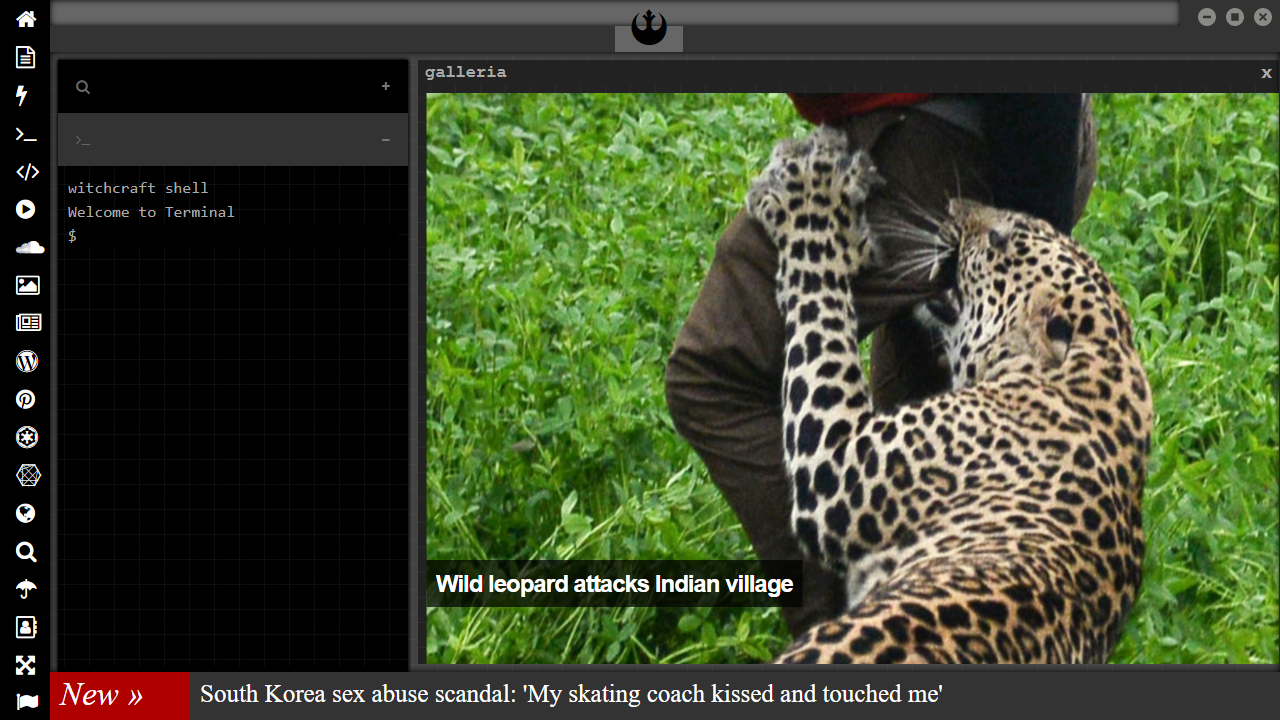 galleria
x
+
>_
−
witchcraft shell
Welcome to Terminal
$
Wild leopard attacks Indian village
New »
South Korea sex abuse scandal: 'My skating coach kissed and touched me'